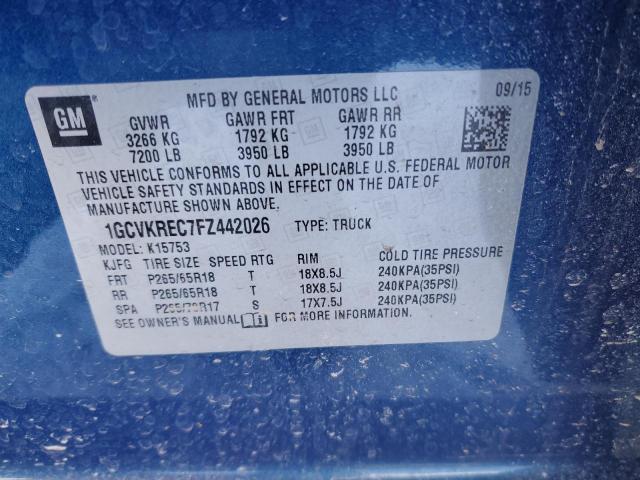 GM
MFD BY GENERAL MOTORS LLC 09/15
GVWR GAWR FRT GAWR RR
3266 KG 1792 KG 1792 KG
7200 LB 3950 LB 3950 LB
THIS VEHICLE CONFORMS TO ALL APPLICABLE U.S. FEDERAL MOTOR
VEHICLE SAFETY STANDARDS IN EFFECT ON THE DATE OF
MANUFACTURE SHOWN ABOVE.
1GCVKREC7FZ442026 TYPE: TRUCK
MODEL: K15753
KJFG TIRE SIZE SPEED RTG RIM COLD TIRE PRESSURE
FRT P265/65R18 T 18X8.5J 240KPA(35PSI)
RR P265/65R18 T 18X8.5J 240KPA(35PSI)
SPA S 17X7.5J 240KPA(35PSI)
SEE OWNER'S MANUAL FOR MORE INFORMATION.